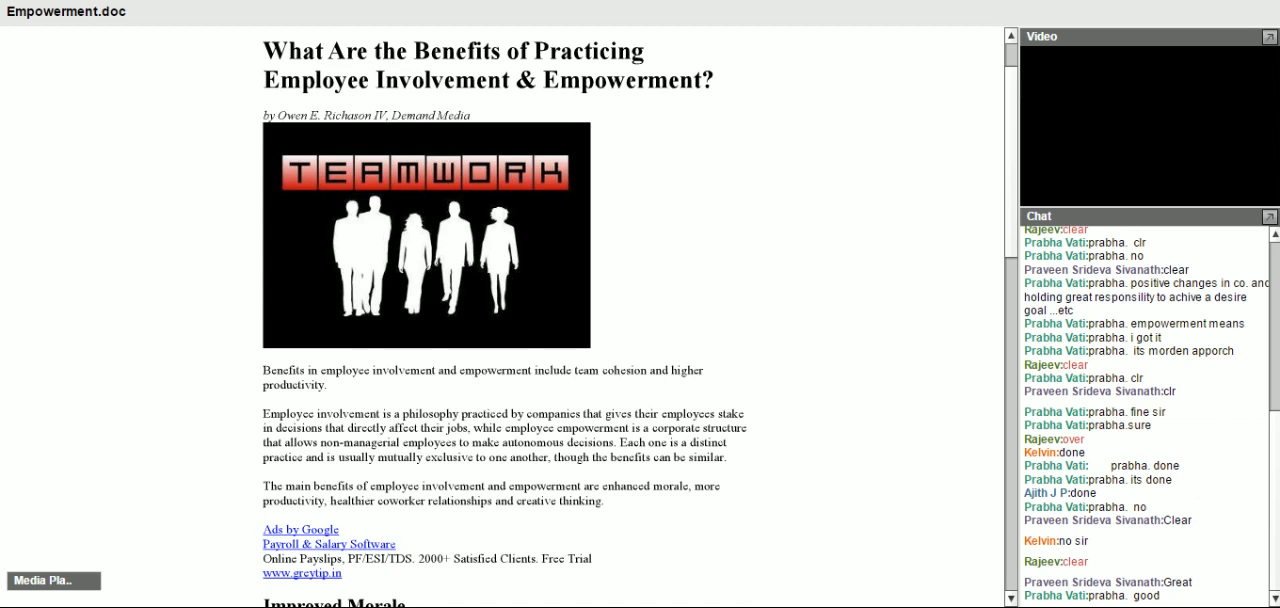 Empowerment.doc
What Are the Benefits of Practicing
Employee Involvement & Empowerment?
by Owen E. Richason IV, Demand Media
TEAMWORK
Benefits in employee involvement and empowerment include team cohesion and higher
productivity.
Employee involvement is a philosophy practiced by companies that gives their employees stake
in decisions that directly affect their jobs, while employee empowerment is a corporate structure
that allows non-managerial employees to make autonomous decisions. Each one is a distinct
practice and is usually mutually exclusive to one another, though the benefits can be similar.
The main benefits of employee involvement and empowerment are enhanced morale, more
productivity, healthier coworker relationships and creative thinking.
Ads by Google
Payroll & Salary Software
Online Payslips, PF/ESI/TDS. 2000+ Satisfied Clients. Free Trial
www.greytip.in
Improved Morale
Media Pla..
Video
Chat
Rajeev:clear
Prabha Vati:prabha. clr
Prabha Vati:prabha. no
Praveen Srideva Sivanath:clear
Prabha Vati:prabha. positive changes in co. and
holding great responsility to achive a desire
goal ...etc
Prabha Vati:prabha. empowerment means
Prabha Vati:prabha. i got it
Prabha Vati:prabha. its morden apporch
Rajeev:clear
Prabha Vati:prabha. clr
Praveen Srideva Sivanath:clr
Prabha Vati:prabha. fine sir
Prabha Vati:prabha.sure
Rajeev:over
Kelvin:done
Prabha Vati: prabha. done
Prabha Vati:prabha. its done
Ajith J P:done
Prabha Vati:prabha. no
Praveen Srideva Sivanath:Clear
Kelvin:no sir
Rajeev:clear
Praveen Srideva Sivanath:Great
Prabha Vati:prabha. good